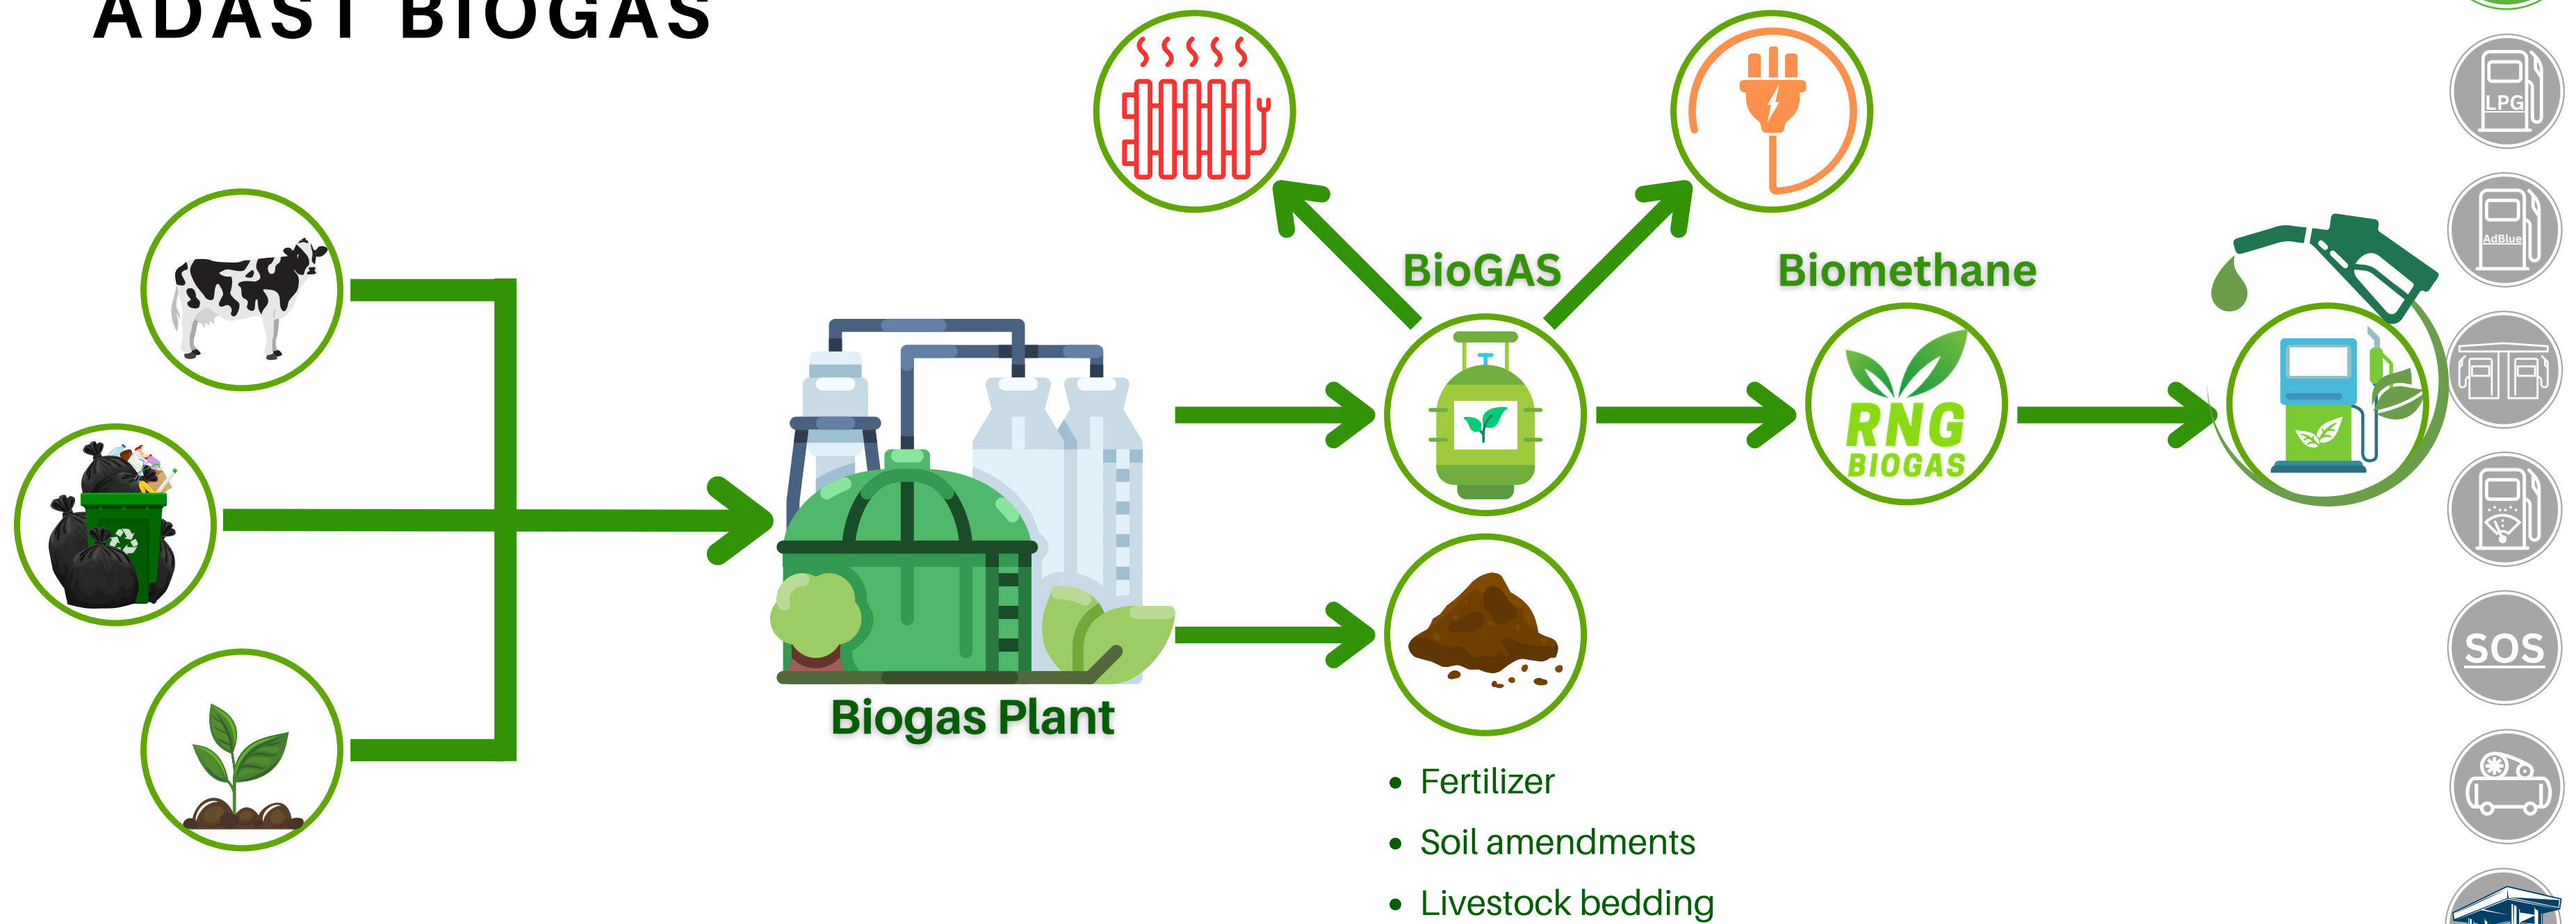 ADAST BIOGAS
BioGAS
Biomethane
RNG
BIOGAS
Biogas Plant
Fertilizer
Soil amendments
Livestock bedding
LPG
AdBlue
SOS